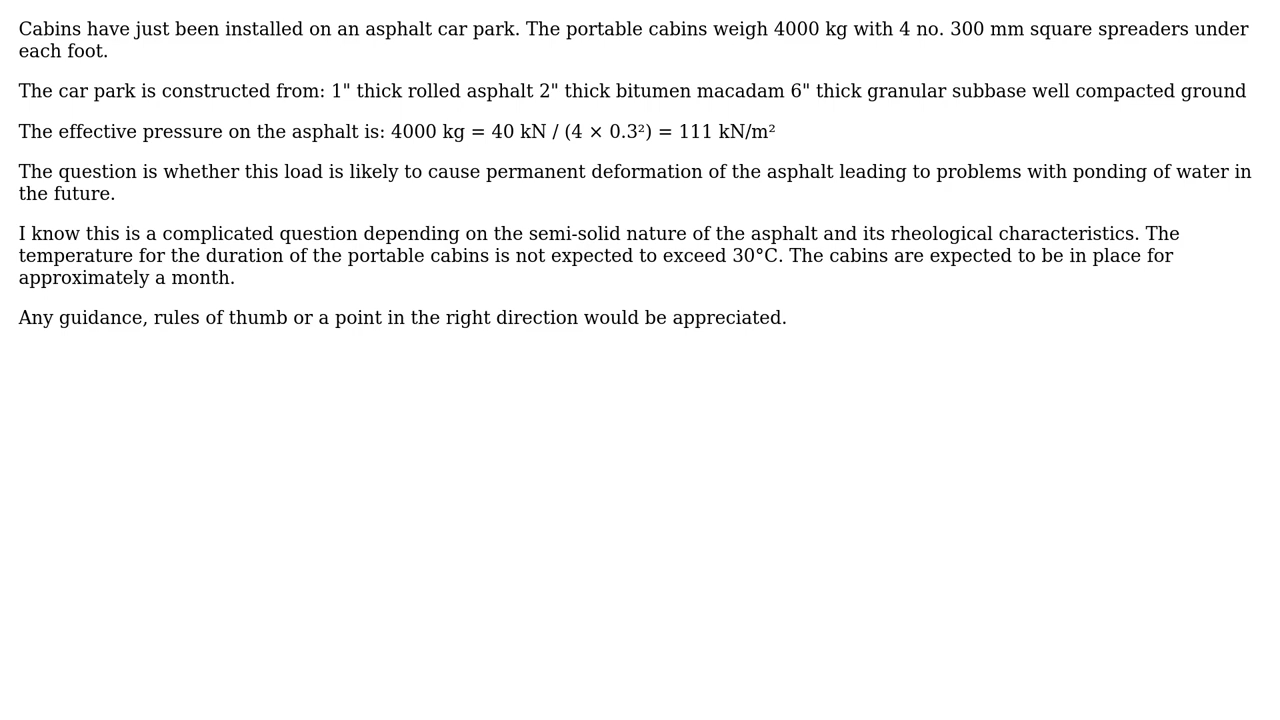 Cabins have just been installed on an asphalt car park. The portable cabins weigh 4000 kg with 4 no. 300 mm square spreaders under
each foot.
The car park is constructed from: 1" thick rolled asphalt 2" thick bitumen macadam 6" thick granular subbase well compacted ground
The effective pressure on the asphalt is: 4000 kg = 40 kN / (4 × 0.3²) = 111 kN/m²
The question is whether this load is likely to cause permanent deformation of the asphalt leading to problems with ponding of water in
the future.
I know this is a complicated question depending on the semi-solid nature of the asphalt and its rheological characteristics. The
temperature for the duration of the portable cabins is not expected to exceed 30°C. The cabins are expected to be in place for
approximately a month.
Any guidance, rules of thumb or a point in the right direction would be appreciated.